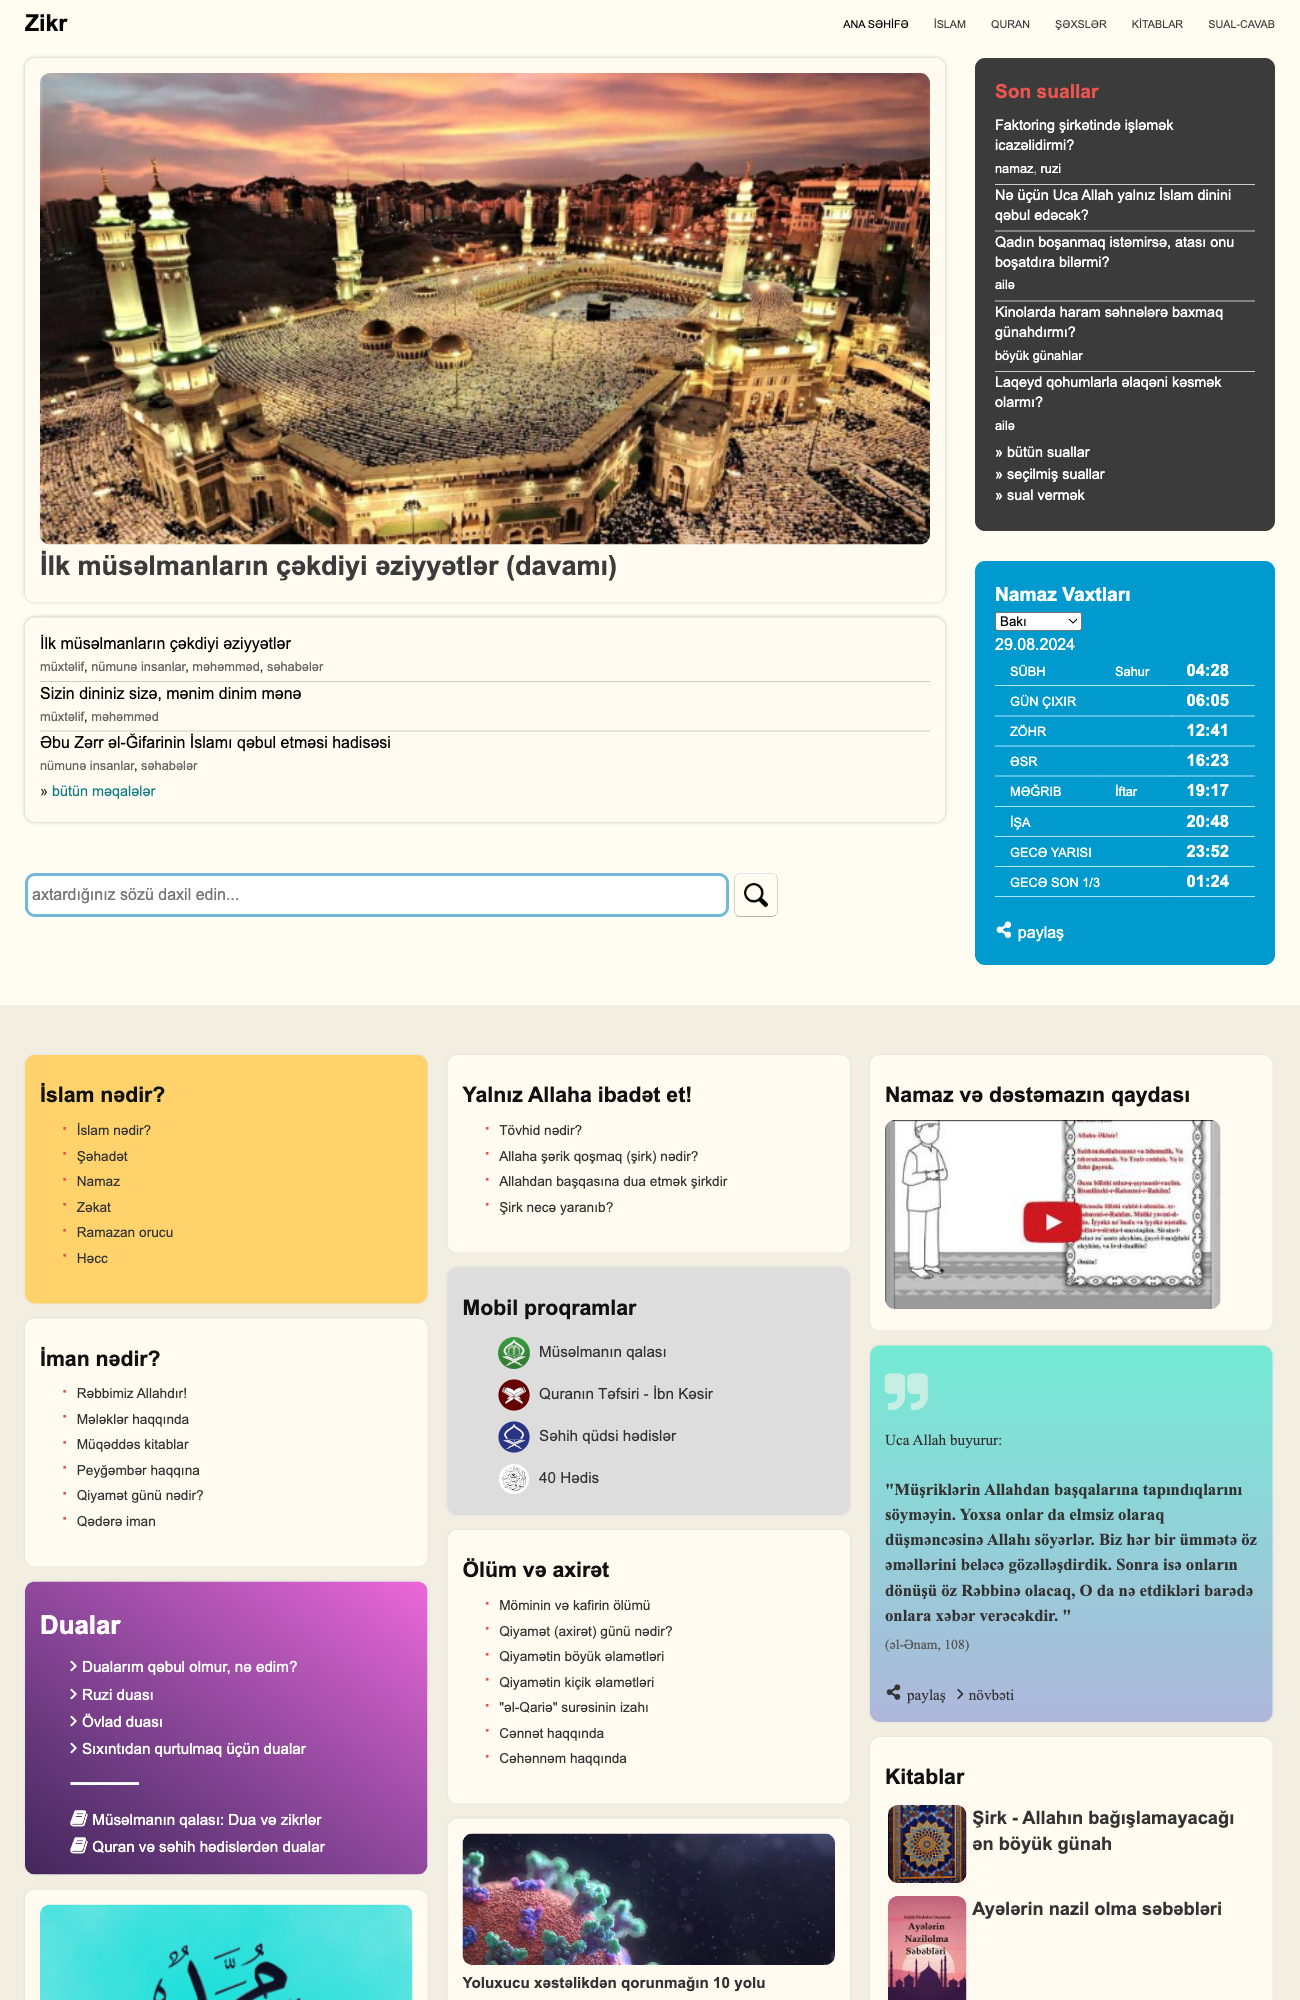 Zikr
ANA SƏHİFƏ
İSLAM
QURAN
ŞƏXSLƏR
KİTABLAR
SUAL-CAVAB
İlk müsəlmanların çəkdiyi əziyyətlər (davamı)
İlk müsəlmanların çəkdiyi əziyyətlər
müxtəlif, nümunə insanlar, məhəmməd, səhabələr
Sizin dininiz sizə, mənim dinim mənə
müxtəlif, məhəmməd
Əbu Zərr əl-Ğifarinin İslamı qəbul etməsi hadisəsi
nümunə insanlar, səhabələr
» bütün məqalələr
axtardığınız sözü daxil edin...
Son suallar
Faktoring şirkətində işləmək
icazəlidirmi?
namaz, ruzi
Nə üçün Uca Allah yalnız İslam dinini
qəbul edəcək?
Qadın boşanmaq istəmirsə, atası onu
boşatdıra bilərmi?
ailə
Kinolarda haram səhnələrə baxmaq
günahdırmı?
böyük günahlar
Laqeyd qohumlarla əlaqəni kəsmək
olarmı?
ailə
» bütün suallar
» seçilmiş suallar
» sual vermək
Namaz Vaxtları
Bakı
29.08.2024
SÜBH Sahur 04:28
GÜN ÇIXIR 06:05
ZÖHR 12:41
ƏSR 16:23
MƏĞRIB İftar 19:17
İŞA 20:48
GECƏ YARISI 23:52
GECƏ SON 1/3 01:24
paylaş
İslam nədir?
İslam nədir?
Şəhadət
Namaz
Zəkat
Ramazan orucu
Həcc
İman nədir?
Rəbbimiz Allahdır!
Mələklər haqqında
Müqəddəs kitablar
Peyğəmbər haqqına
Qiyamət günü nədir?
Qədərə iman
Dualar
Dualarım qəbul olmur, nə edim?
Ruzi duası
Övlad duası
Sıxıntıdan qurtulmaq üçün dualar
Müsəlmanın qalası: Dua və zikrlər
Quran və səhih hədislərdən dualar
Yalnız Allaha ibadət et!
Tövhid nədir?
Allaha şərik qoşmaq (şirk) nədir?
Allahdan başqasına dua etmək şirkdir
Şirk necə yaranıb?
Mobil proqramlar
Müsəlmanın qalası
Quranın Təfsiri - İbn Kəsir
Səhih qüdsi hədislər
40 Hədis
Ölüm və axirət
Möminin və kafirin ölümü
Qiyamət (axirət) günü nədir?
Qiyamətin böyük əlamətləri
Qiyamətin kiçik əlamətləri
"əl-Qariə" surəsinin izahı
Cənnət haqqında
Cəhənnəm haqqında
Yoluxucu xəstəlikdən qorunmağın 10 yolu
Namaz və dəstəmazın qaydası
Uca Allah buyurur:
"Müşriklərin Allahdan başqalarına tapındıqlarını
söyməyin. Yoxsa onlar da elmsiz olaraq
düşməncəsinə Allahı söyərlər. Biz hər bir ümmətə öz
əməllərini beləcə gözəlləşdirdik. Sonra isə onların
dönüşü öz Rəbbinə olacaq, O da nə etdikləri barədə
onlara xəbər verəcəkdir. "
(əl-Ənam, 108)
paylaş
növbəti
Kitablar
Şirk - Allahın bağışlamayacağı
ən böyük günah
Ayələrin nazil olma səbəbləri
Ayələrin
Nazilolma
Səbəbləri